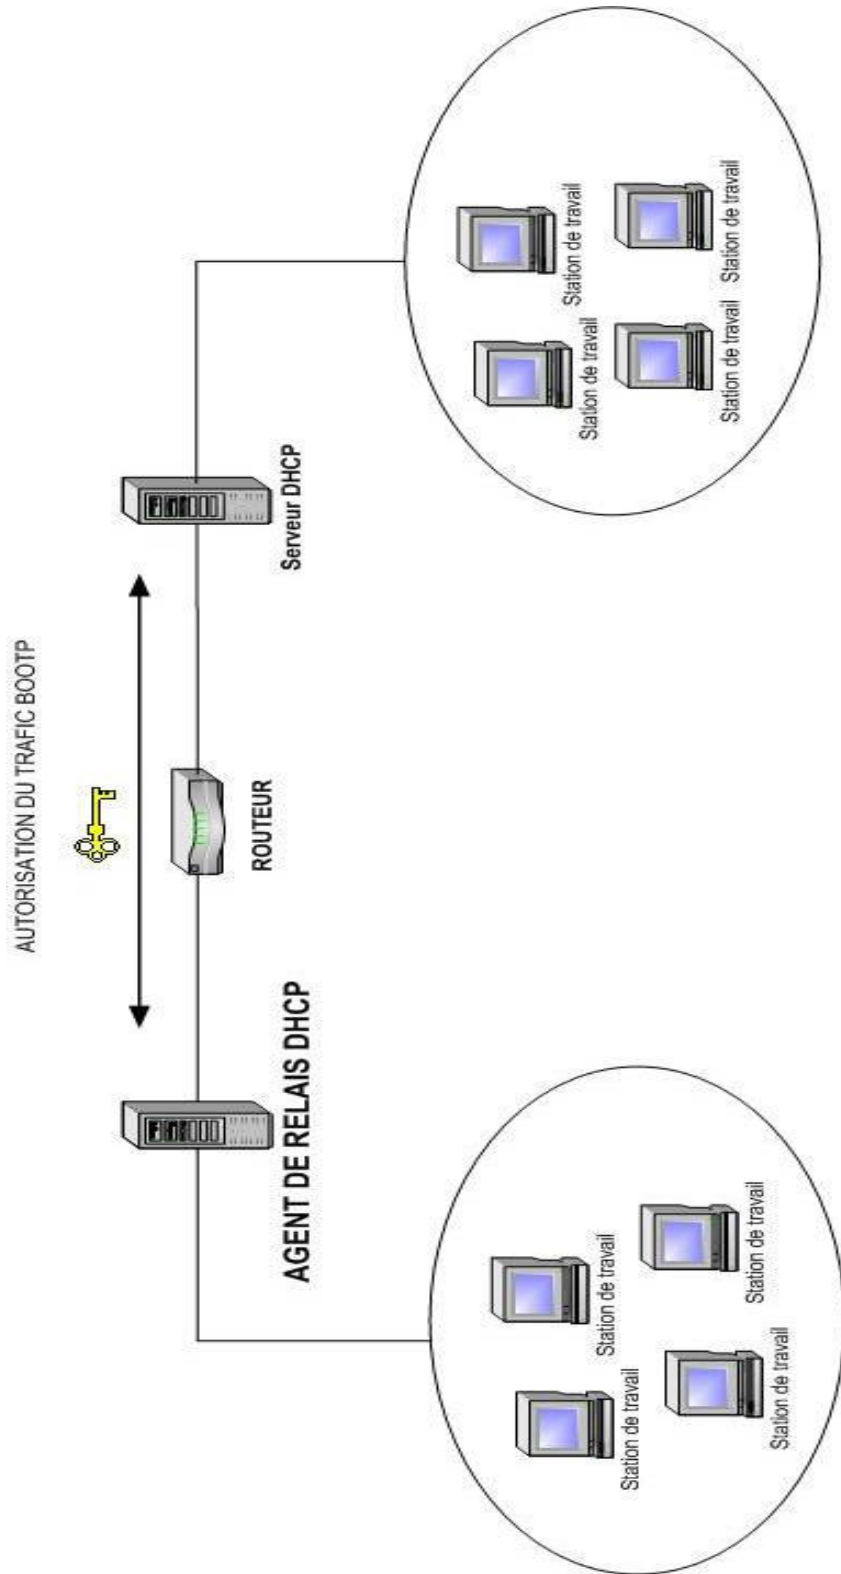 AUTORISATION DU TRAFIC BOOTP
AGENT DE RELAIS DHCP
ROUTEUR
Serveur DHCP
Station de travail
Station de travail
Station de travail
Station de travail
Station de travail
Station de travail
Station de travail
Station de travail